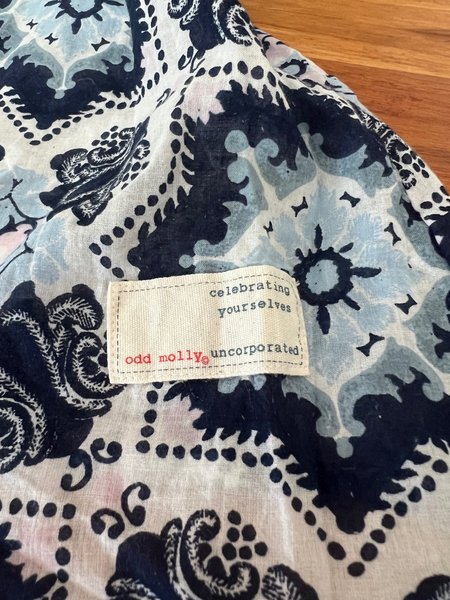 celebrating
yourselves
odd molly© uncorporated